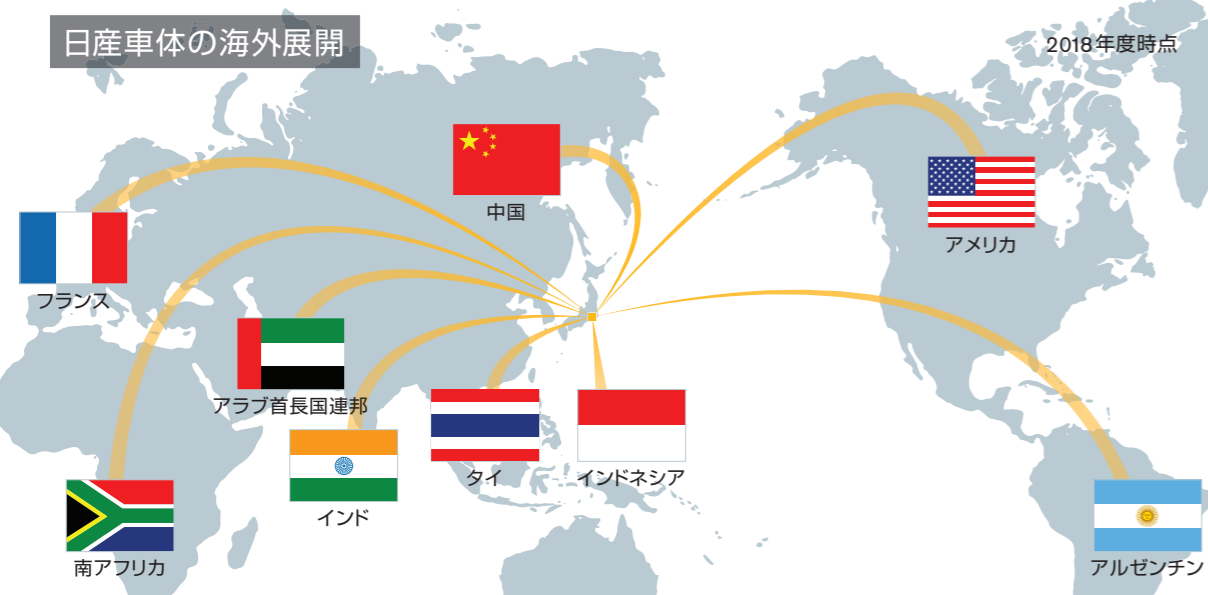 日産車体の海外展開
2018年度時点
中国
アメリカ
フランス
アラブ首長国連邦
タイ
インドネシア
インド
南アフリカ
アルゼンチン